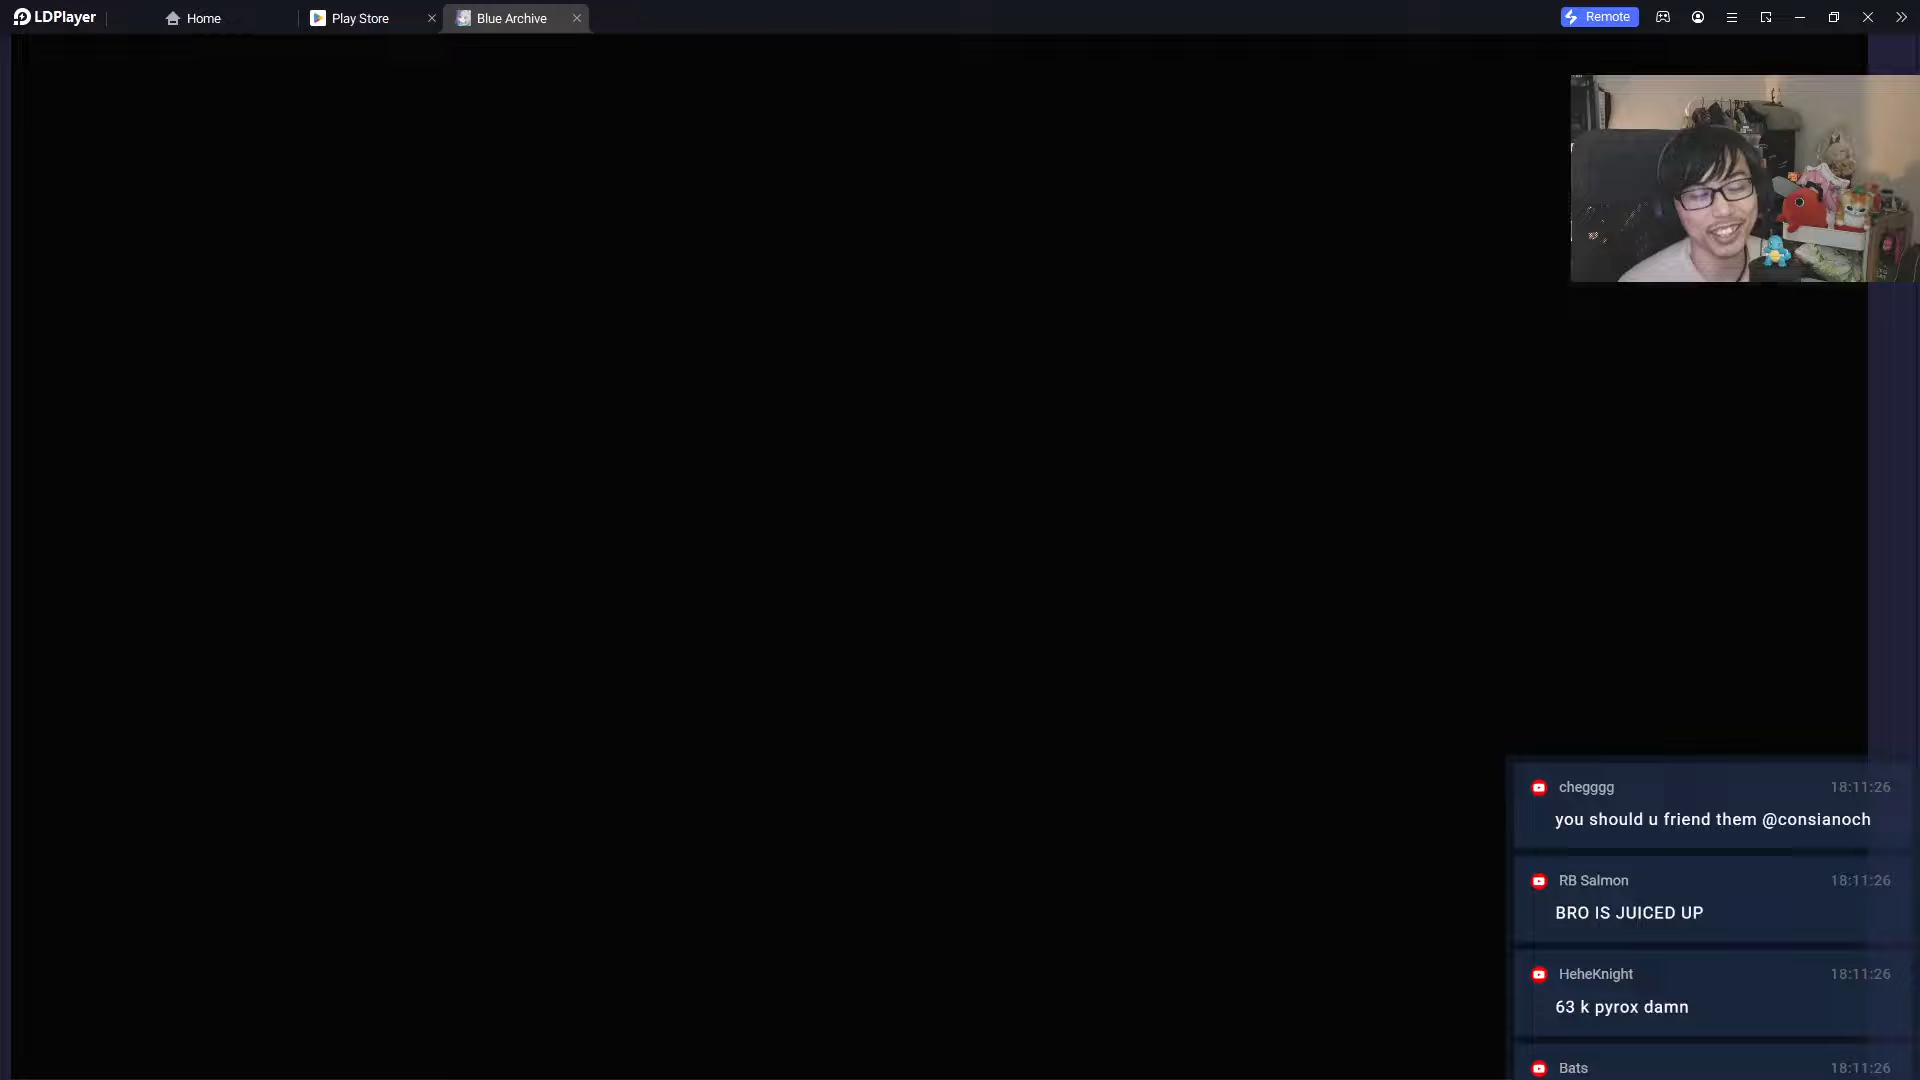 LDPlayer
Home
Play Store
Blue Archive
Remote
chegggg 18:11:26
you should u friend them @consianoch
RB Salmon 18:11:26
BRO IS JUICED UP
HeheKnight 18:11:26
63 k pyrox damn
Bats 18:11:26